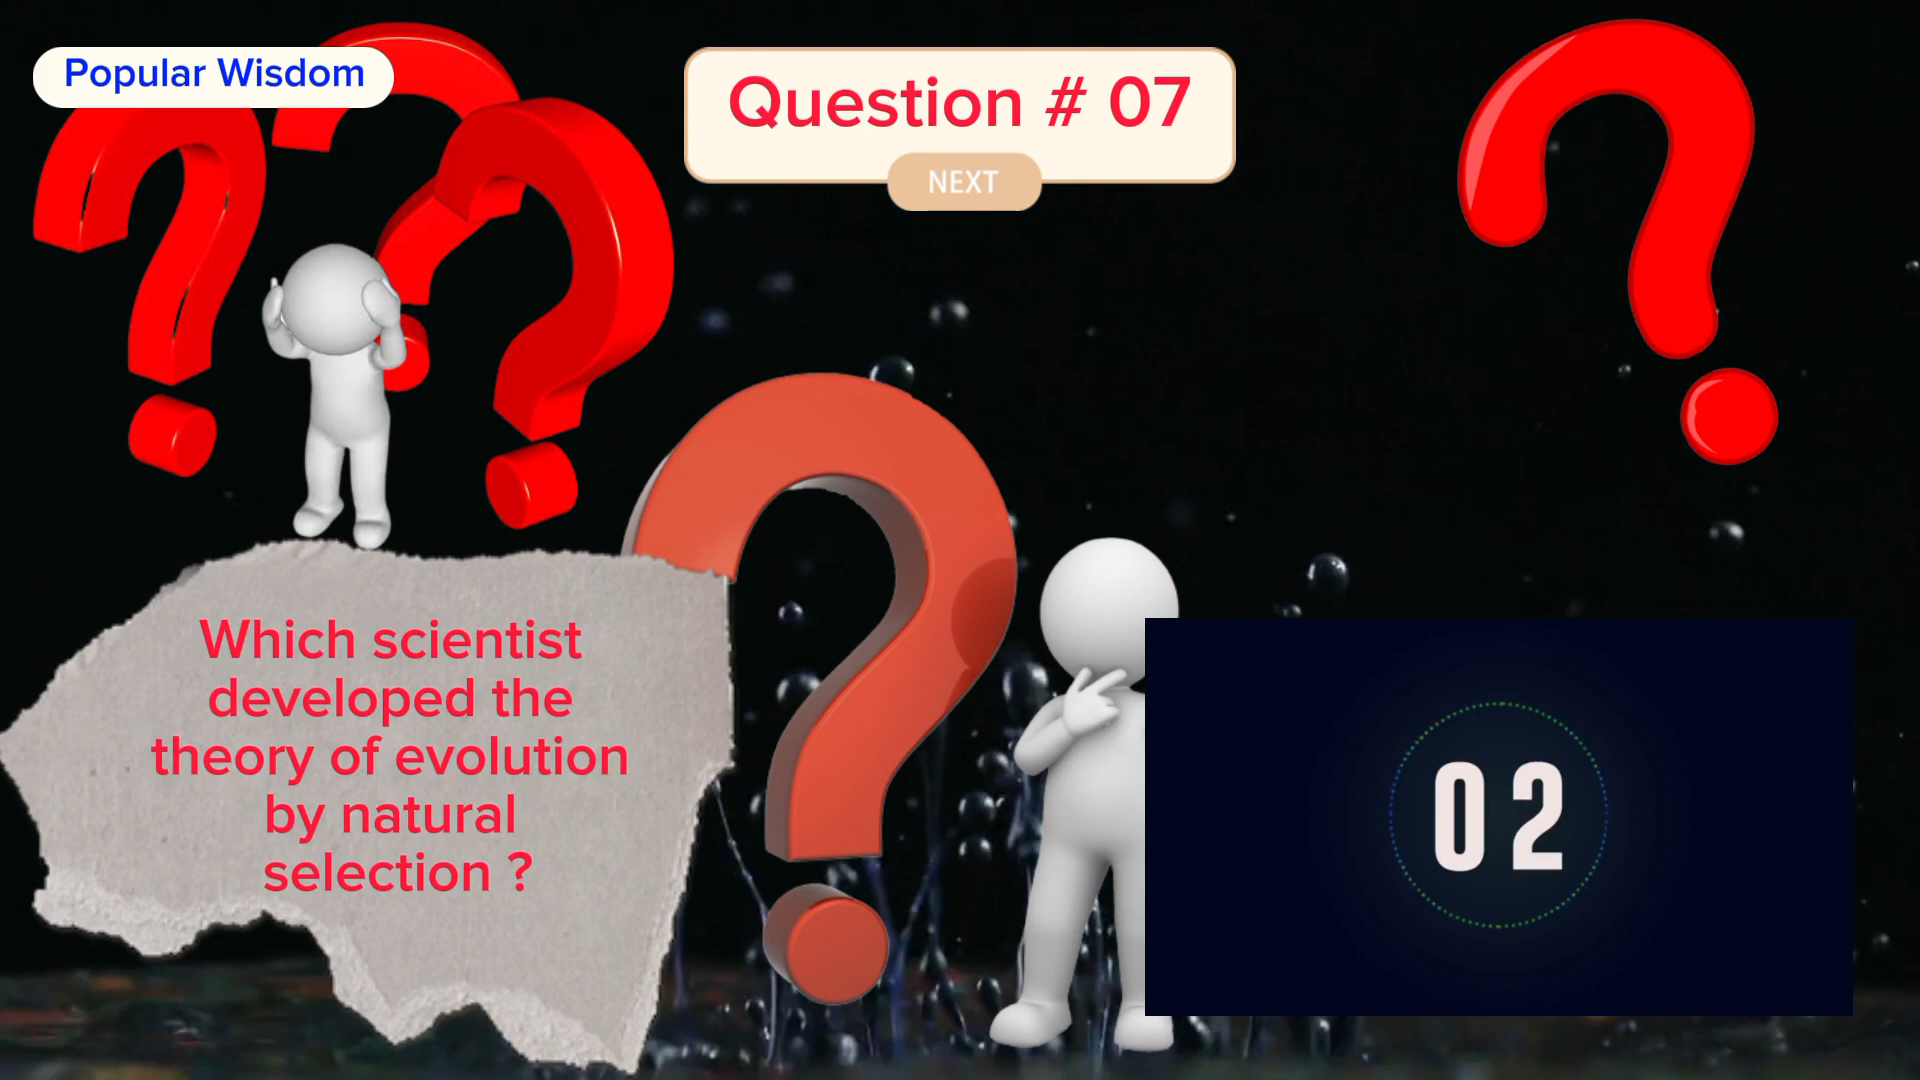 Popular Wisdom
Question # 07
NEXT
Which scientist
developed the
theory of evolution
by natural
selection ?
02